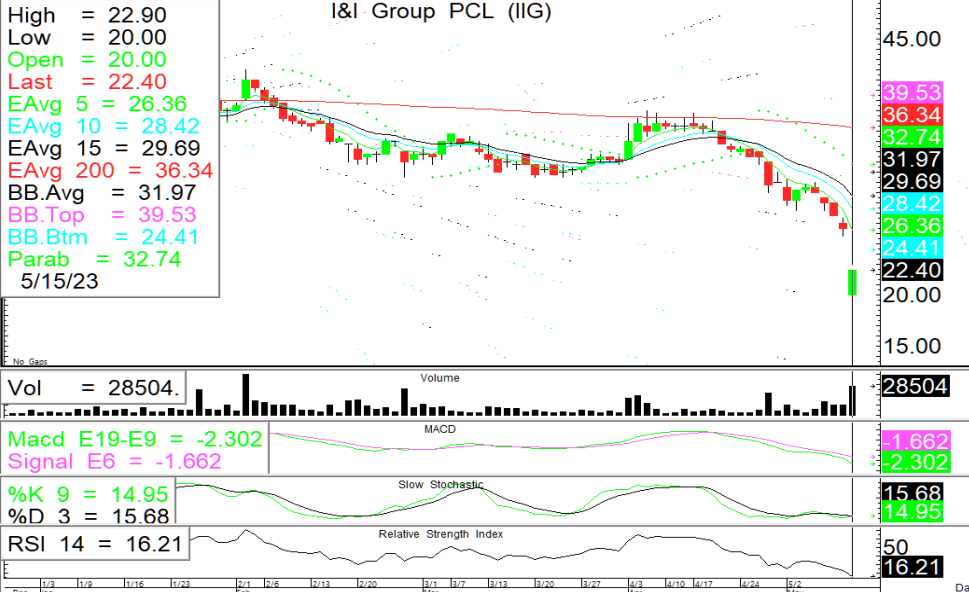 I&I Group PCL (IIG)
High = 22.90
Low = 20.00
Open = 20.00
Last = 22.40
EAvg 5 = 26.36
EAvg 10 = 28.42
EAvg 15 = 29.69
EAvg 200 = 36.34
BB.Avg = 31.97
BB.Top = 39.53
BB.Btm = 24.41
Parab = 32.74
5/15/23
45.00
39.53
36.34
32.74
31.97
29.69
28.42
26.36
24.41
22.40
20.00
15.00
No Gaps
Volume
Vol = 28504.
28504
MACD
Macd E19-E9 = -2.302
Signal E6 = -1.662
-1.662
-2.302
Slow Stochastic
%K 9 = 14.95
%D 3 = 15.68
15.68
14.95
Relative Strength Index
RSI 14 = 16.21
50
16.21
1/3 1/9 1/16 1/23 2/1 2/6 2/13 2/20 3/1 3/7 3/13 3/20 3/27 4/3 4/10 4/17 4/24 5/2
Da